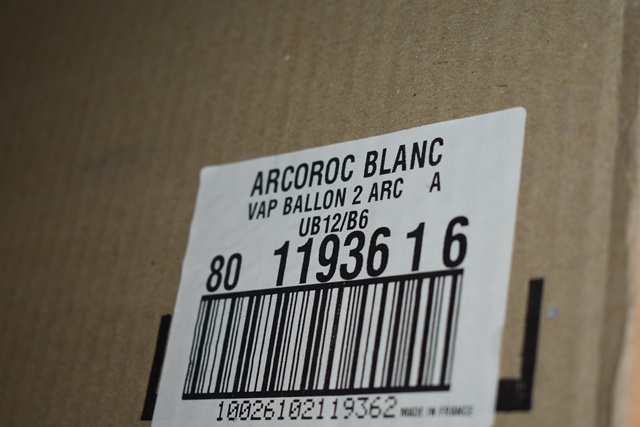 ARCOROC BLANC
VAP BALLON 2 ARC A
UB12/B6
80 11936 1 6
10026102119362 MADE IN FRANCE